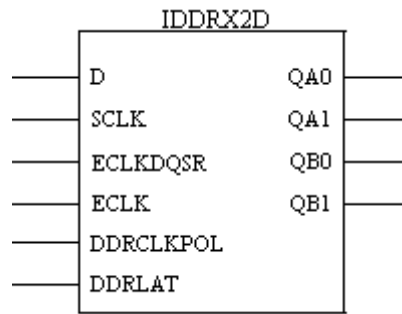 IDDRX2D
D QA0
SCLK QA1
ECLKDQSR QB0
ECLK QB1
DDRCLKPOL
DDRLAT